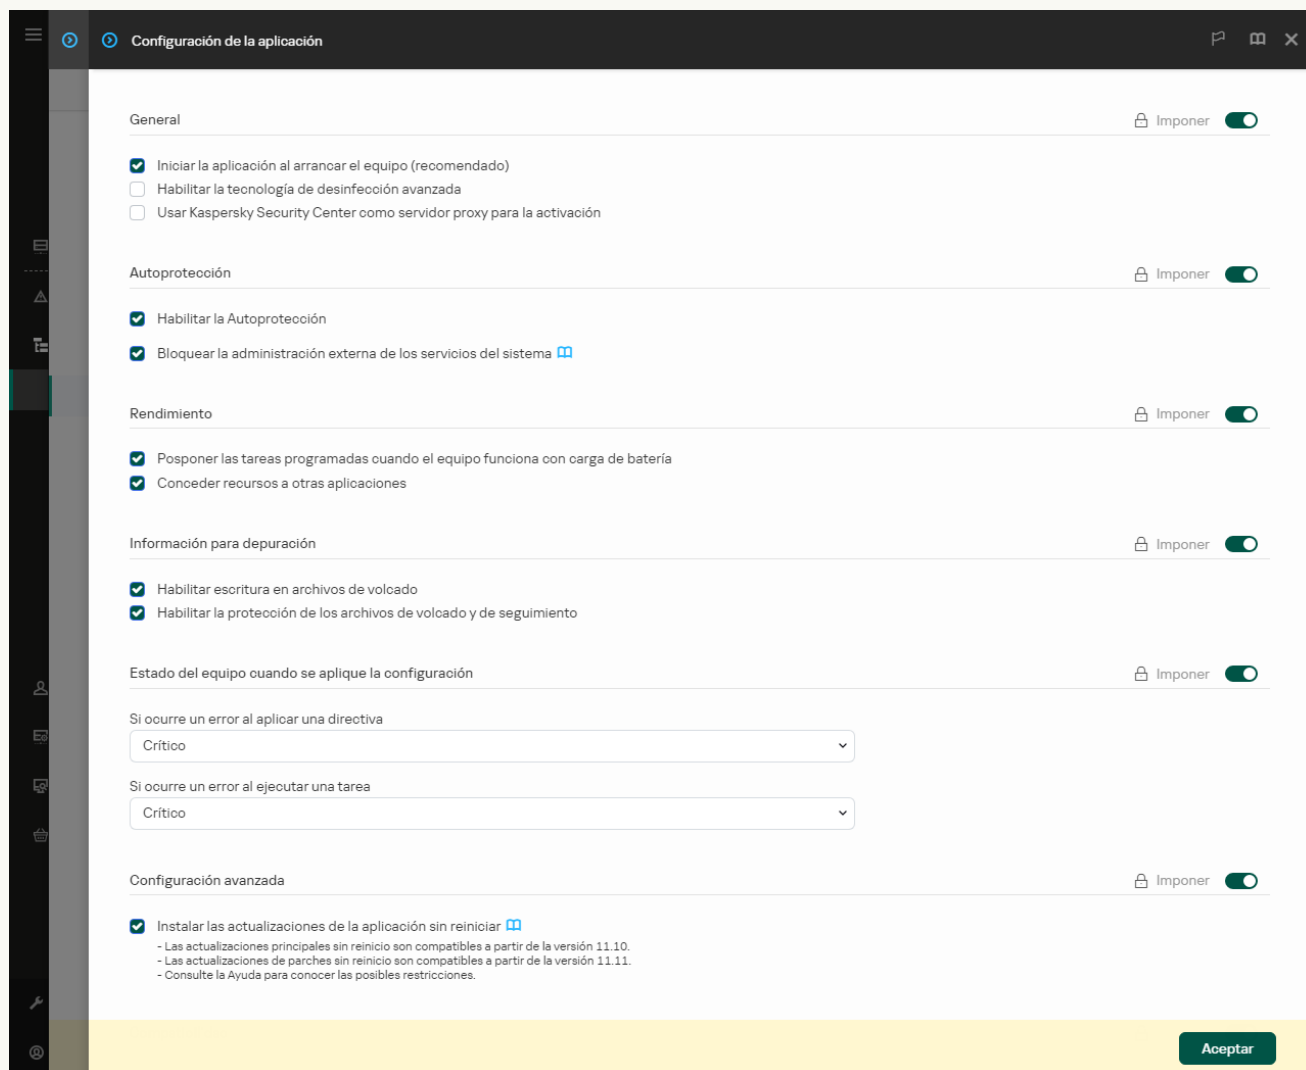 Configuración de la aplicación
General
Imponer
Iniciar la aplicación al arrancar el equipo (recomendado)
Habilitar la tecnología de desinfección avanzada
Usar Kaspersky Security Center como servidor proxy para la activación
Autoprotección
Imponer
Habilitar la Autoprotección
Bloquear la administración externa de los servicios del sistema
Rendimiento
Imponer
Posponer las tareas programadas cuando el equipo funciona con carga de batería
Conceder recursos a otras aplicaciones
Información para depuración
Imponer
Habilitar escritura en archivos de volcado
Habilitar la protección de los archivos de volcado y de seguimiento
Estado del equipo cuando se aplique la configuración
Imponer
Si ocurre un error al aplicar una directiva
Crítico
Si ocurre un error al ejecutar una tarea
Crítico
Configuración avanzada
Imponer
Instalar las actualizaciones de la aplicación sin reiniciar
- Las actualizaciones principales sin reinicio son compatibles a partir de la versión 11.10.
- Las actualizaciones de parches sin reinicio son compatibles a partir de la versión 11.11.
- Consulte la Ayuda para conocer las posibles restricciones.
Aceptar